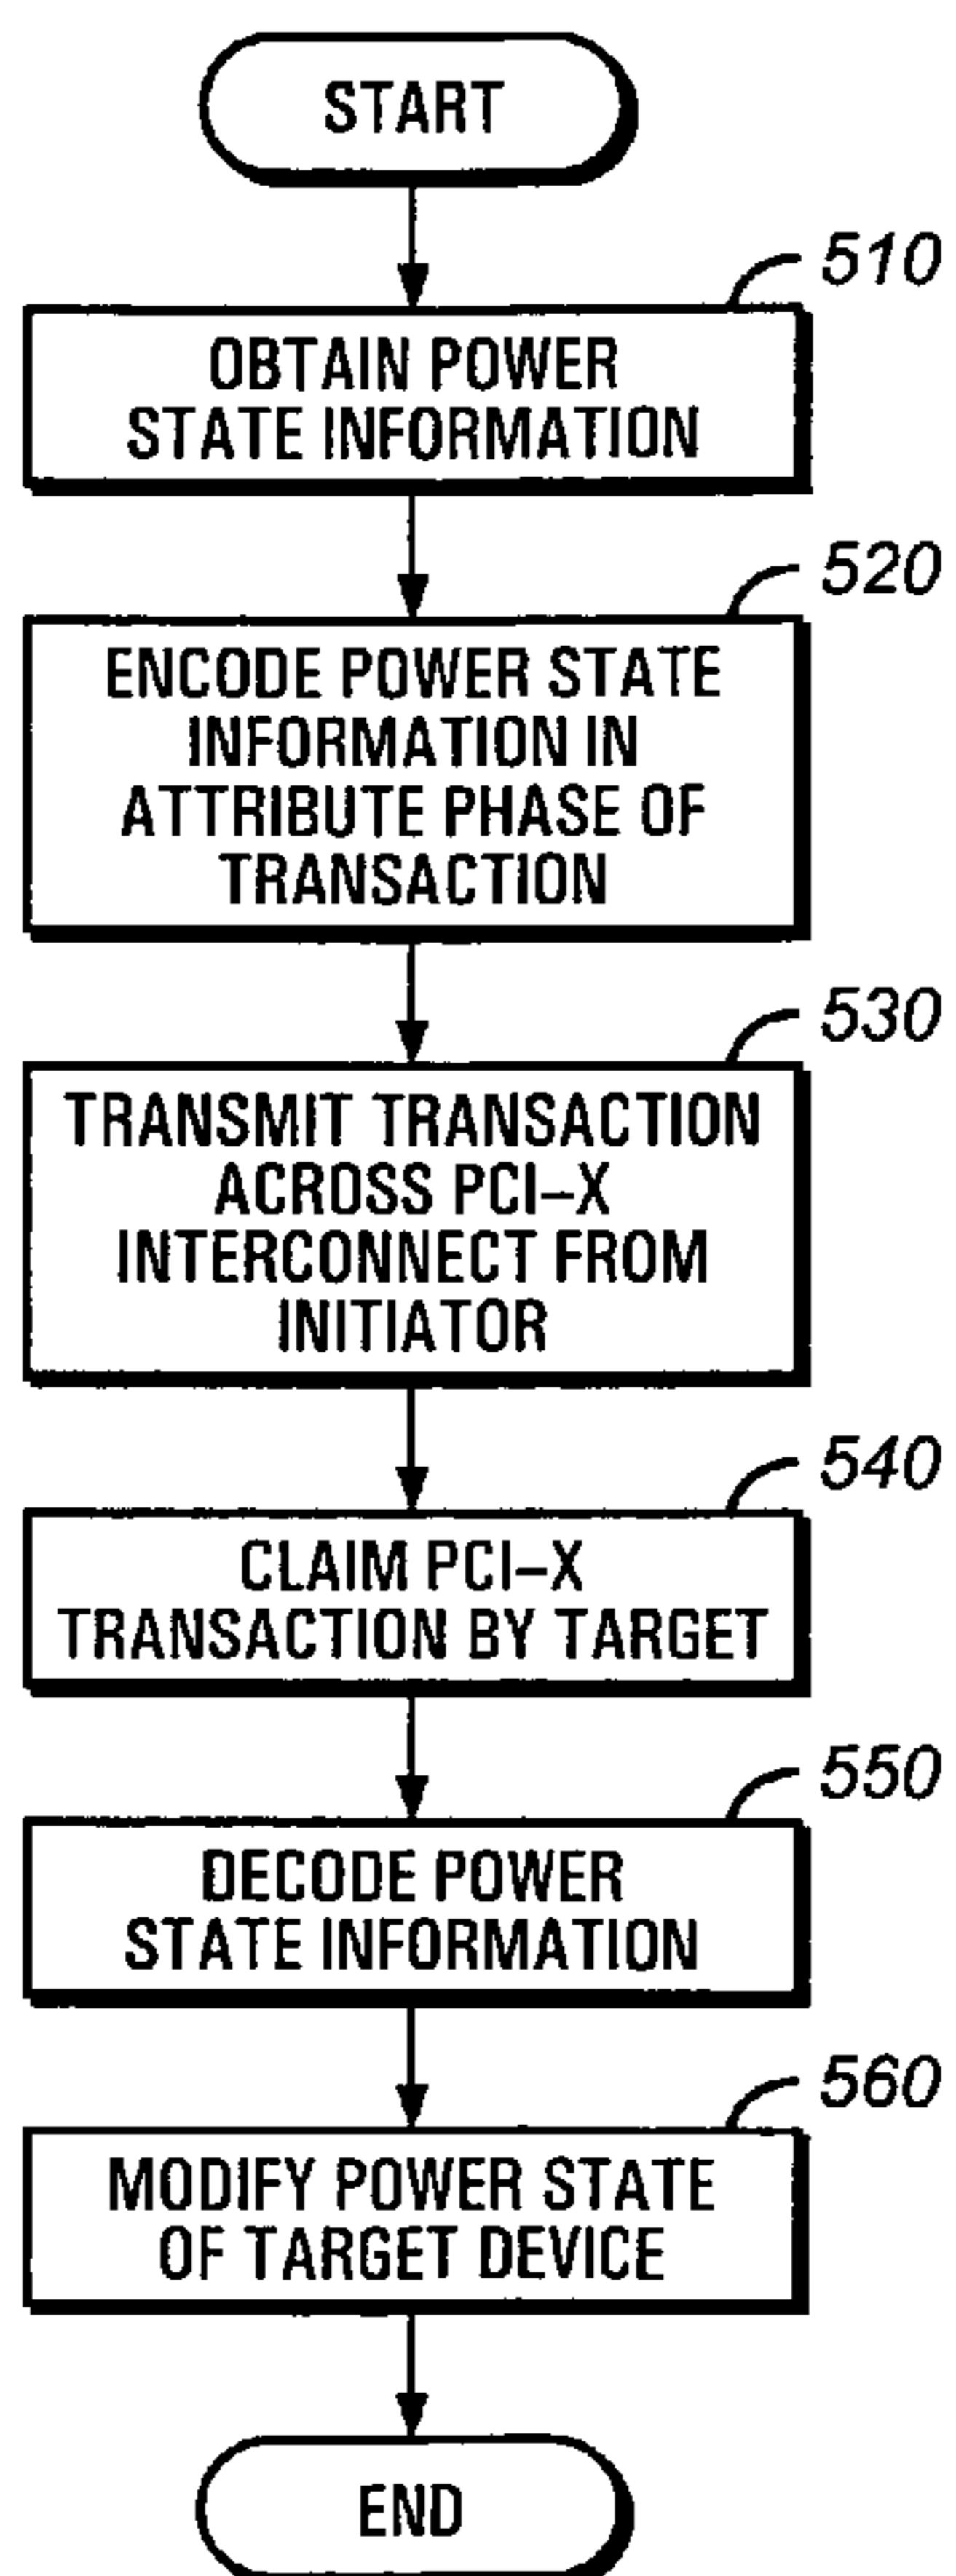 START
510
OBTAIN POWER
STATE INFORMATION
520
ENCODE POWER STATE
INFORMATION IN
ATTRIBUTE PHASE OF
TRANSACTION
530
TRANSMIT TRANSACTION
ACROSS PCI-X
INTERCONNECT FROM
INITIATOR
540
CLAIM PCI-X
TRANSACTION BY TARGET
550
DECODE POWER
STATE INFORMATION
560
MODIFY POWER STATE
OF TARGET DEVICE
END